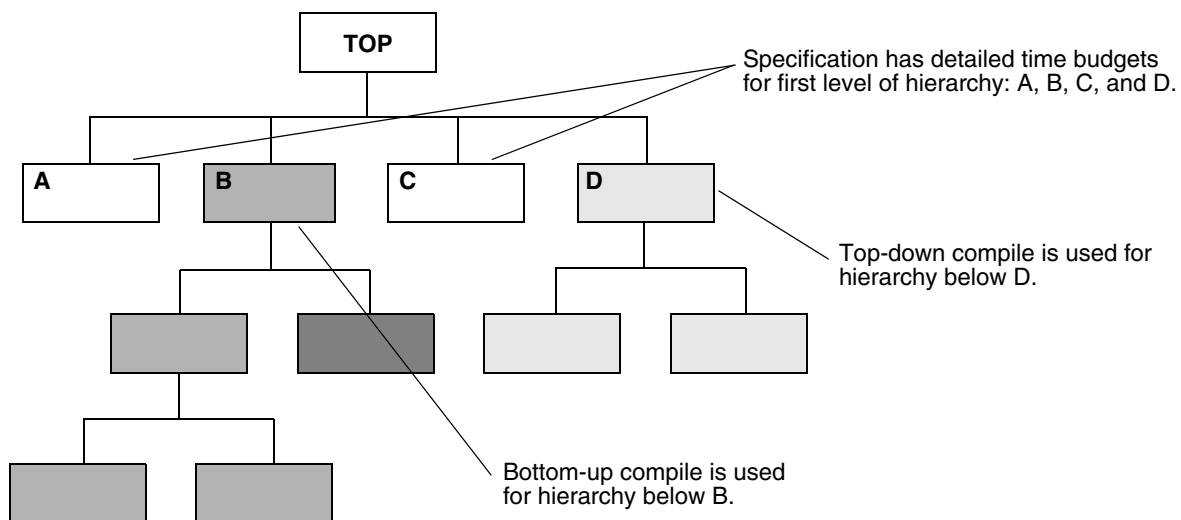 TOP
Specification has detailed time budgets
for first level of hierarchy: A, B, C, and D.
A
B
C
D
Top-down compile is used for
hierarchy below D.
Bottom-up compile is used
for hierarchy below B.